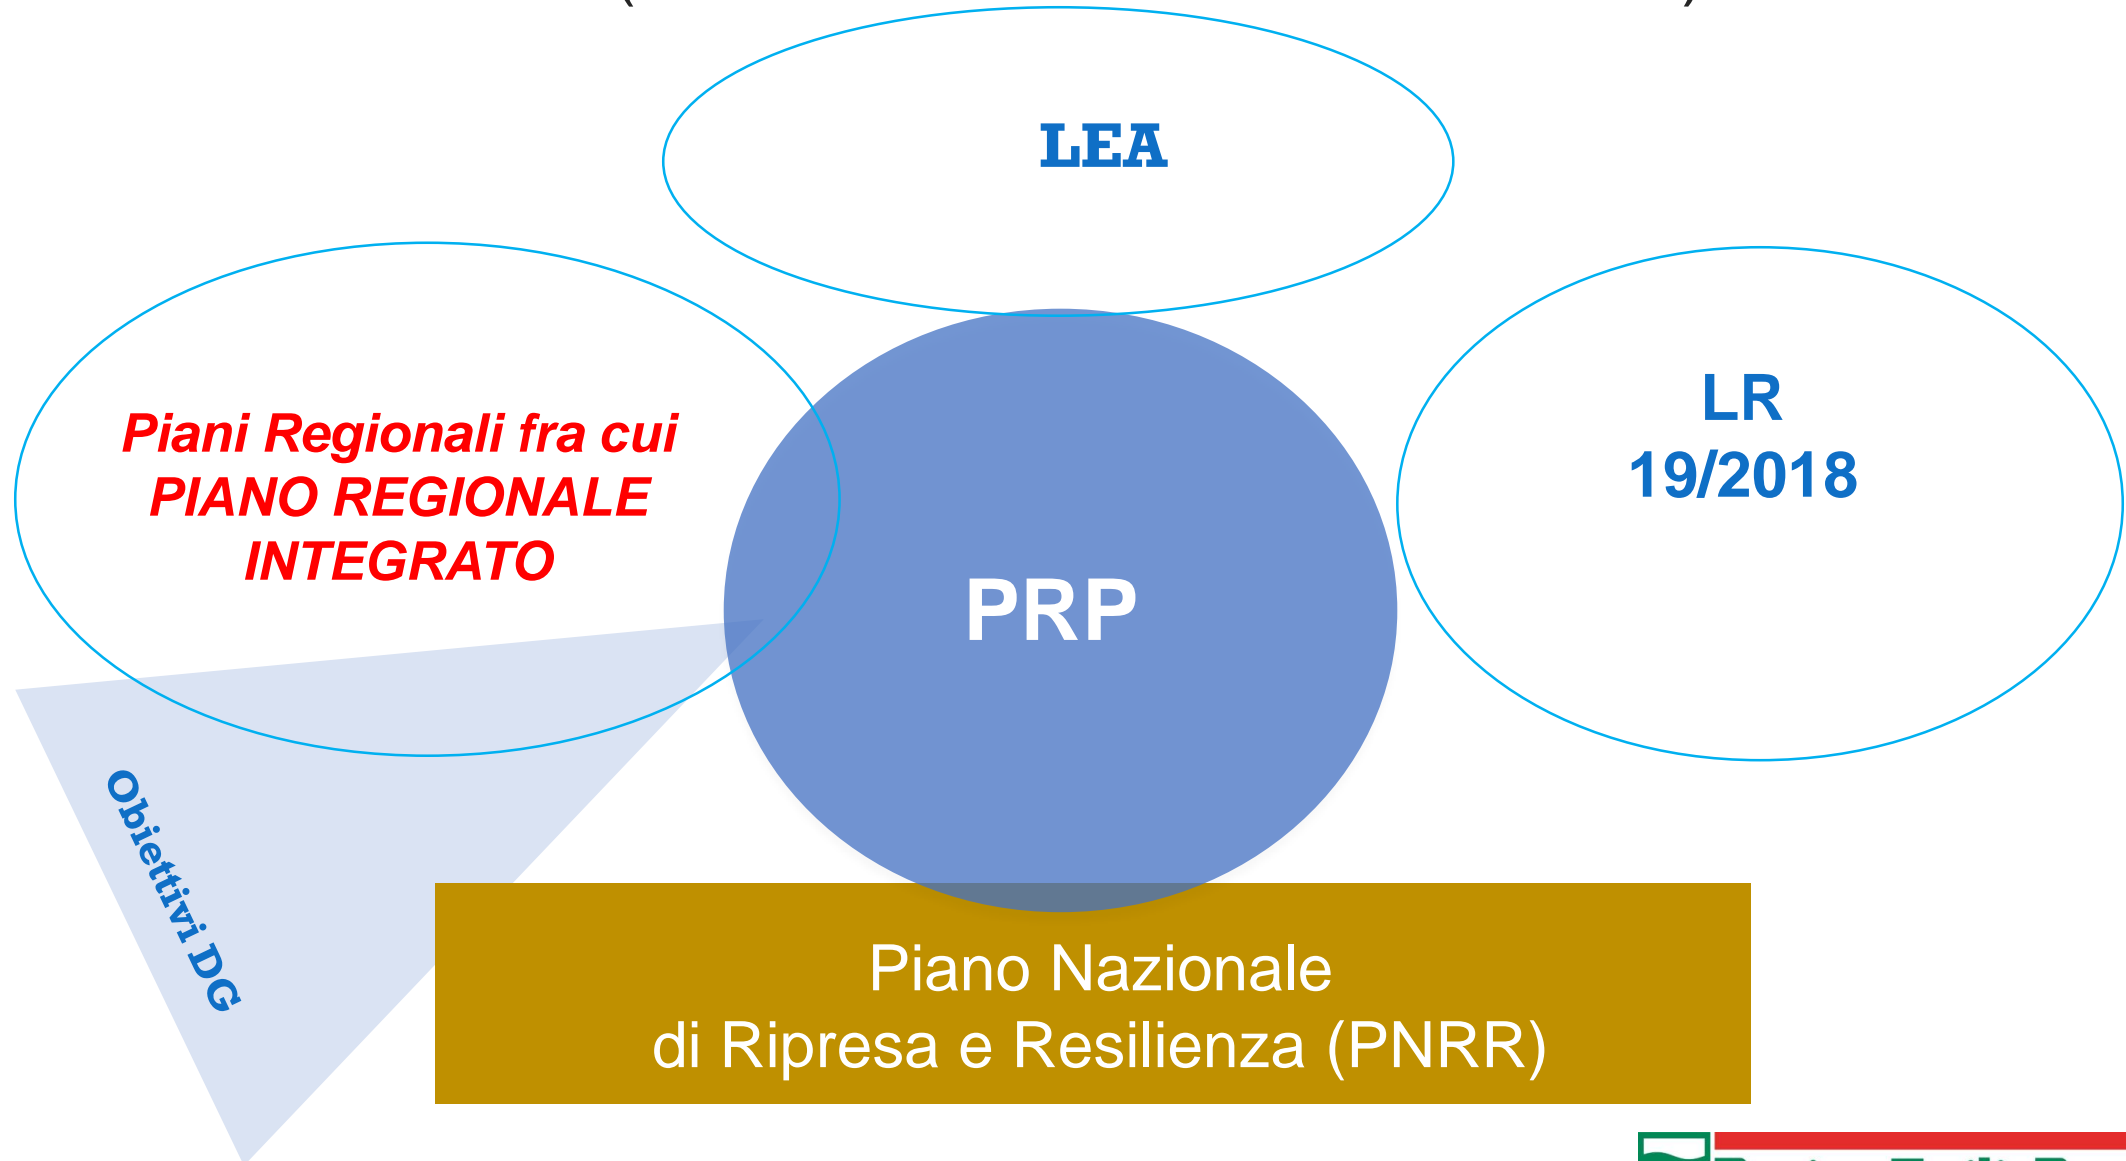 LEA
Piani Regionali fra cui
PIANO REGIONALE
INTEGRATO
LR
19/2018
PRP
Obiettivi DG
Piano Nazionale
di Ripresa e Resilienza (PNRR)